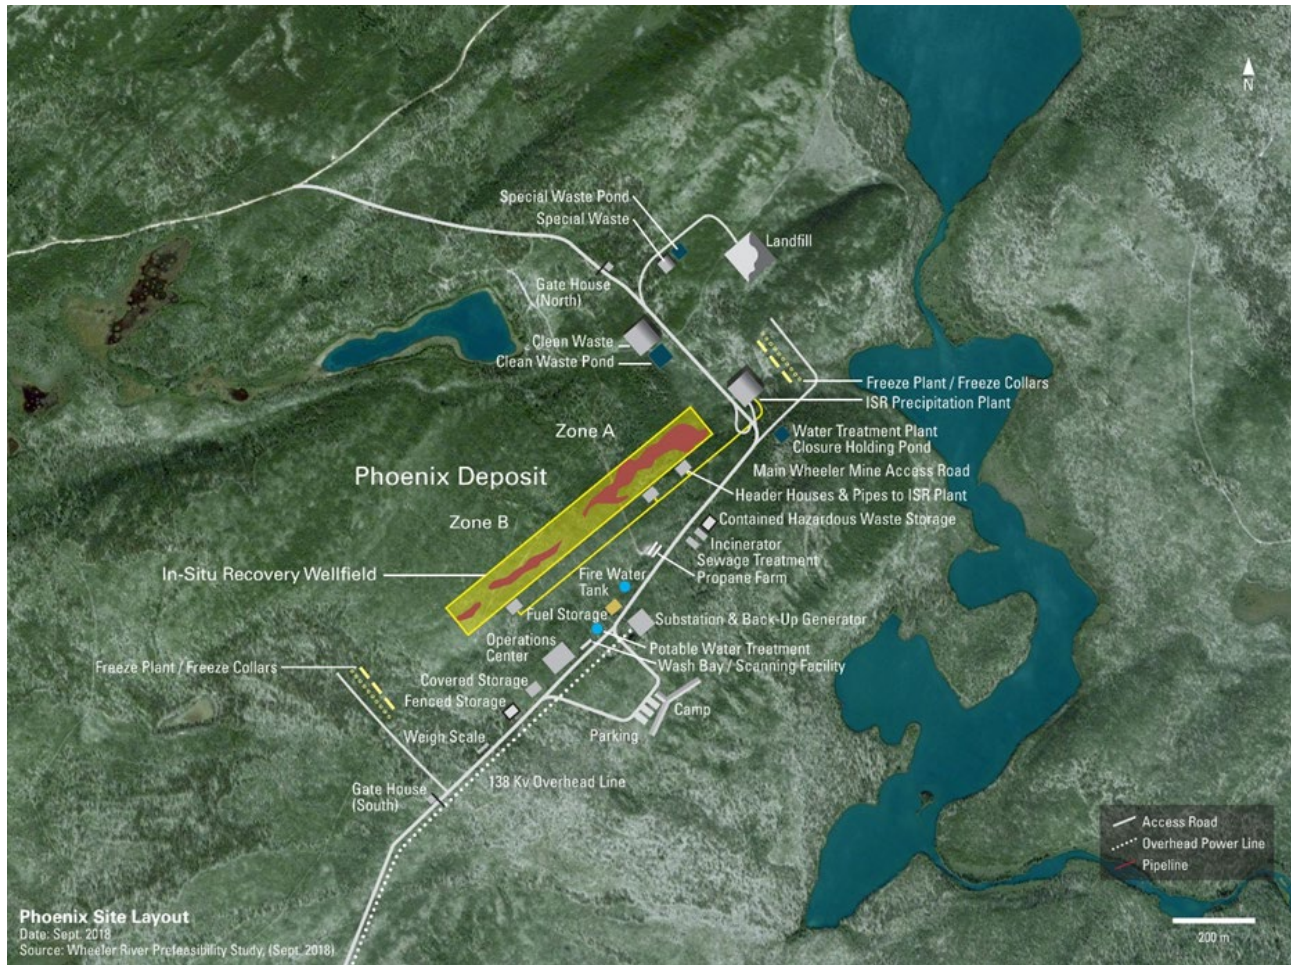 N
Special Waste Pond
Special Waste
Landfill
Gate House
(North)
Clean Waste
Clean Waste Pond
Freeze Plant / Freeze Collars
ISR Precipitation Plant
Zone A
Water Treatment Plant
Closure Holding Pond
Phoenix Deposit
Main Wheeler Mine Access Road
Header Houses & Pipes to ISR Plant
Zone B
Contained Hazardous Waste Storage
Incinerator
Sewage Treatment
Propane Farm
In-Situ Recovery Wellfield
Fire Water
Tank
Fuel Storage
Substation & Back-Up Generator
Operations
Center
Potable Water Treatment
Wash Bay / Scanning Facility
Freeze Plant / Freeze Collars
Covered Storage
Fenced Storage
Camp
Parking
Weigh Scale
138 Kv Overhead Line
Gate House
(South)
Access Road
Overhead Power Line
Pipeline
Phoenix Site Layout
Date: Sept. 2018
Source: Wheeler River Prefeasibility Study, (Sept. 2018)
200 m